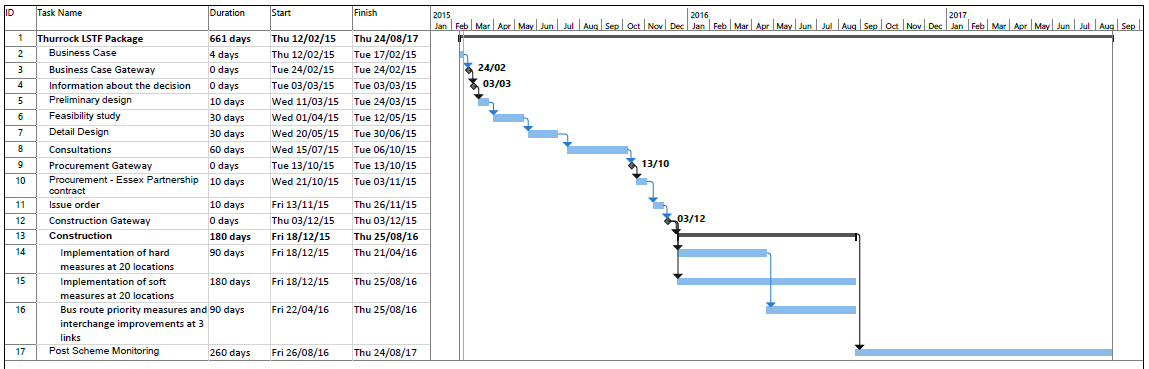 ID Task Name Duration Start Finish 2015 2016 2017
Jan Feb Mar Apr May Jun Jul Aug Sep Oct Nov Dec Jan Feb Mar Apr May Jun Jul Aug Sep Oct Nov Dec Jan Feb Mar Apr May Jun Jul Aug Sep
1 Thurrock LSTF Package 661 days Thu 12/02/15 Thu 24/08/17
2 Business Case 4 days Thu 12/02/15 Tue 17/02/15
3 Business Case Gateway 0 days Tue 24/02/15 Tue 24/02/15 24/02
4 Information about the decision 0 days Tue 03/03/15 Tue 03/03/15 03/03
5 Preliminary design 10 days Wed 11/03/15 Tue 24/03/15
6 Feasibility study 30 days Wed 01/04/15 Tue 12/05/15
7 Detail Design 30 days Wed 20/05/15 Tue 30/06/15
8 Consultations 60 days Wed 15/07/15 Tue 06/10/15
9 Procurement Gateway 0 days Tue 13/10/15 Tue 13/10/15 13/10
10 Procurement - Essex Partnership 10 days Wed 21/10/15 Tue 03/11/15
contract
11 Issue order 10 days Fri 13/11/15 Thu 26/11/15
12 Construction Gateway 0 days Thu 03/12/15 Thu 03/12/15 03/12
13 Construction 180 days Fri 18/12/15 Thu 25/08/16
14 Implementation of hard 90 days Fri 18/12/15 Thu 21/04/16
measures at 20 locations
15 Implementation of soft 180 days Fri 18/12/15 Thu 25/08/16
measures at 20 locations
16 Bus route priority measures and 90 days Fri 22/04/16 Thu 25/08/16
interchange improvements at 3
links
17 Post Scheme Monitoring 260 days Fri 26/08/16 Thu 24/08/17